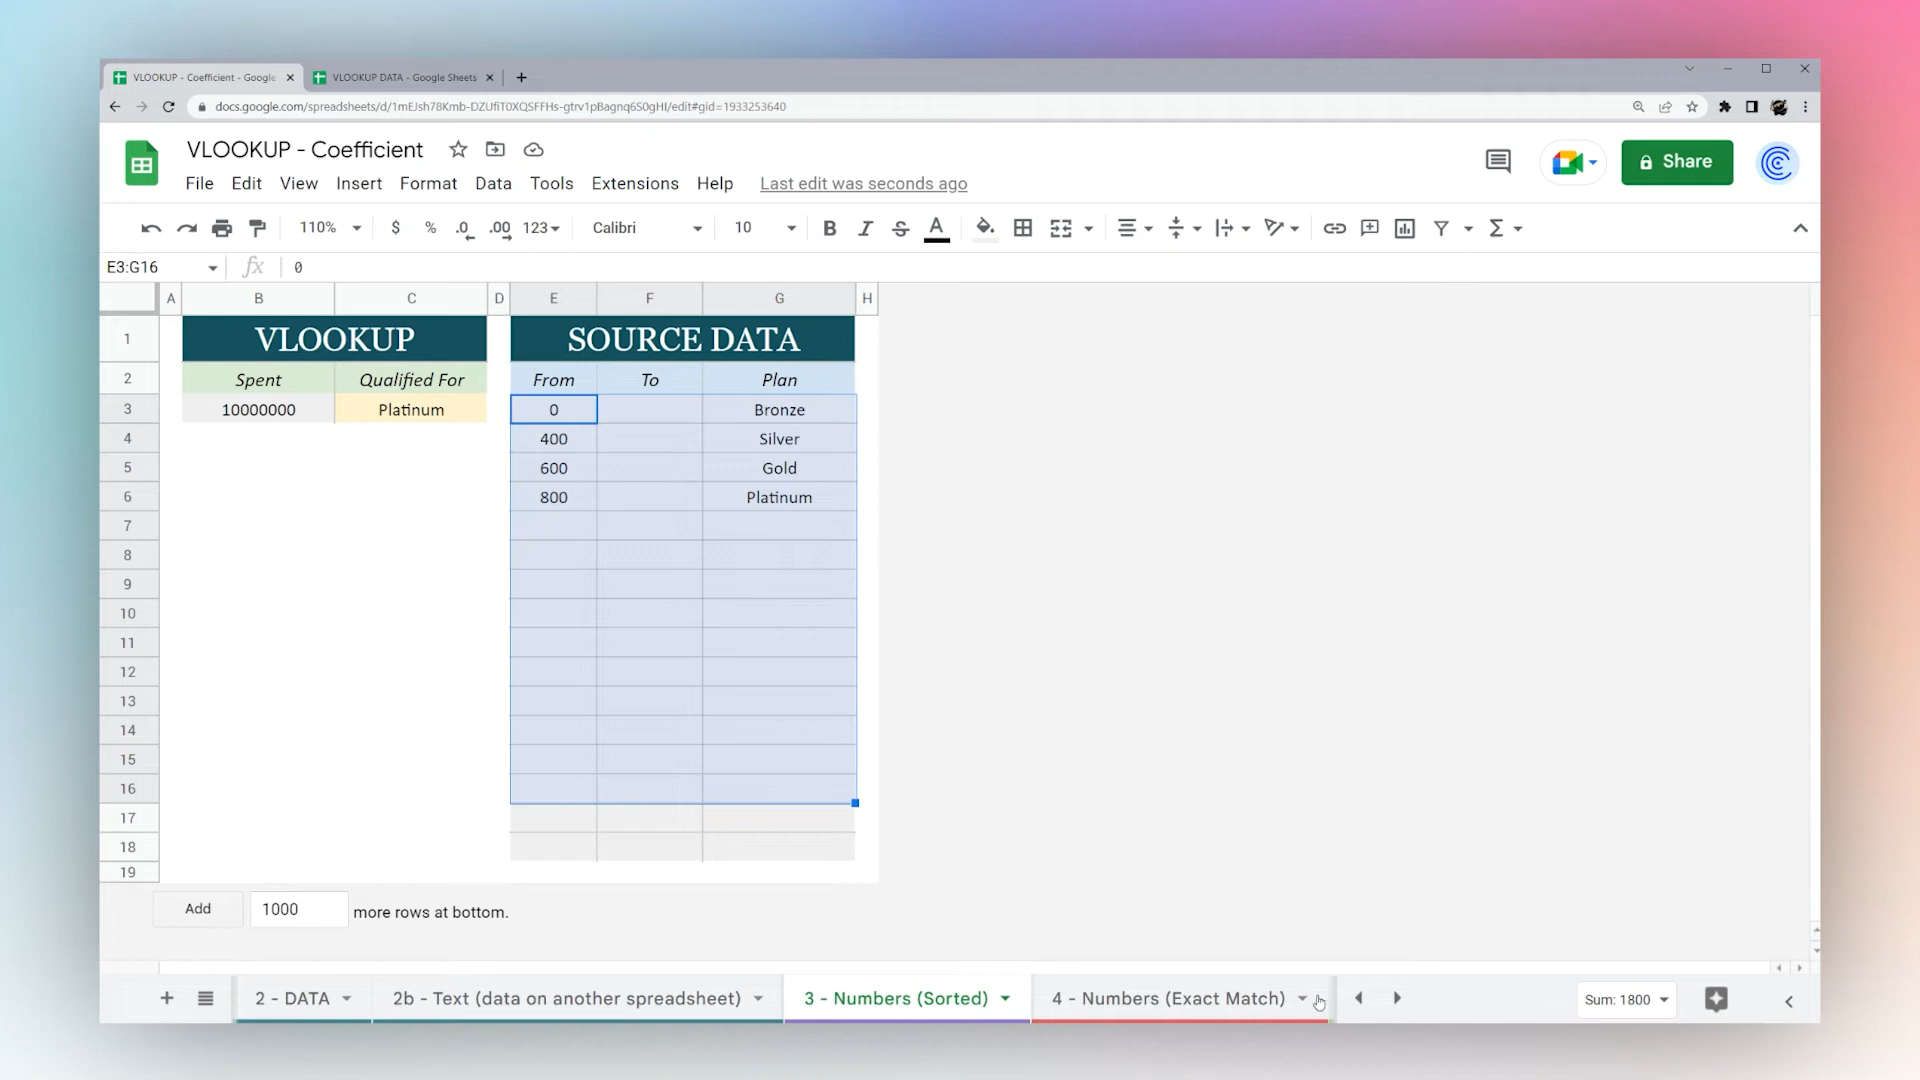 VLOOKUP - Coefficient - Google
VLOOKUP DATA - Google Sheets
docs.google.com/spreadsheets/d/1mEJsh78Kmb-DZUfiT0XQSFFHs-gtrv1pBagnq6S0gHI/edit#gid=1933253640
VLOOKUP - Coefficient
Share
File Edit View Insert Format Data Tools Extensions Help Last edit was seconds ago
110% $ % .0 .00 123 Calibri 10 B I S A
E3:G16 fx 0
A B C D E F G H
1 VLOOKUP SOURCE DATA
2 Spent Qualified For From To Plan
3 10000000 Platinum 0 Bronze
4 400 Silver
5 600 Gold
6 800 Platinum
7
8
9
10
11
12
13
14
15
16
17
18
19
Add 1000 more rows at bottom.
2 - DATA 2b - Text (data on another spreadsheet) 3 - Numbers (Sorted) 4 - Numbers (Exact Match) Sum: 1800